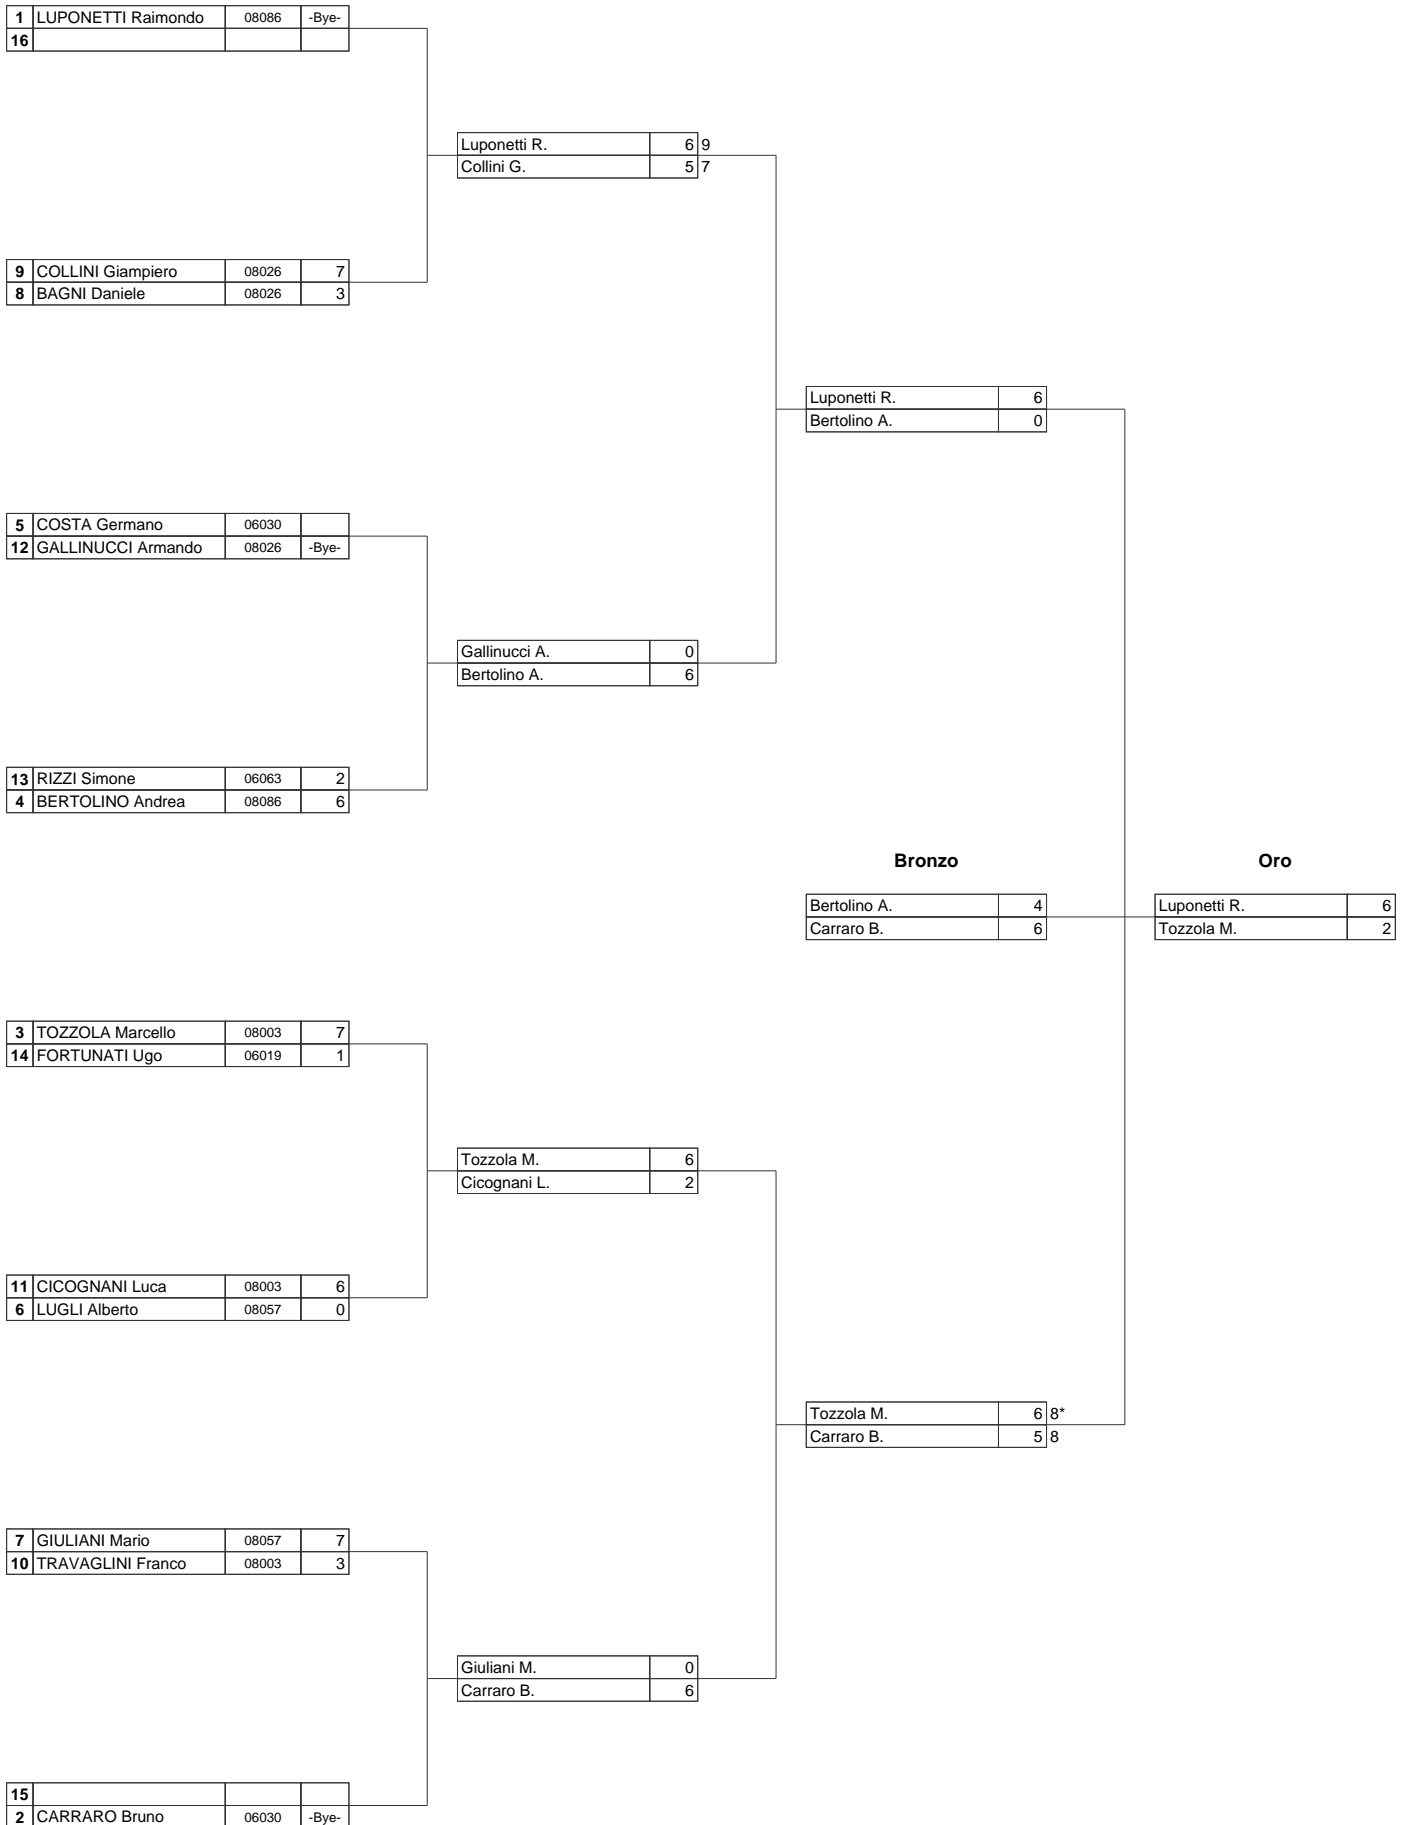 1 LUPONETTI Raimondo 08086 -Bye-
16
Luponetti R. 6 9
Collini G. 5 7
9 COLLINI Giampiero 08026 7
8 BAGNI Daniele 08026 3
Luponetti R. 6
Bertolino A. 0
5 COSTA Germano 06030
12 GALLINUCCI Armando 08026 -Bye-
Gallinucci A. 0
Bertolino A. 6
13 RIZZI Simone 06063 2
4 BERTOLINO Andrea 08086 6
Bronzo Oro
Bertolino A. 4 Luponetti R. 6
Carraro B. 6 Tozzola M. 2
3 TOZZOLA Marcello 08003 7
14 FORTUNATI Ugo 06019 1
Tozzola M. 6
Cicognani L. 2
11 CICOGNANI Luca 08003 6
6 LUGLI Alberto 08057 0
Tozzola M. 6 8*
Carraro B. 5 8
7 GIULIANI Mario 08057 7
10 TRAVAGLINI Franco 08003 3
Giuliani M. 0
Carraro B. 6
15
2 CARRARO Bruno 06030 -Bye-